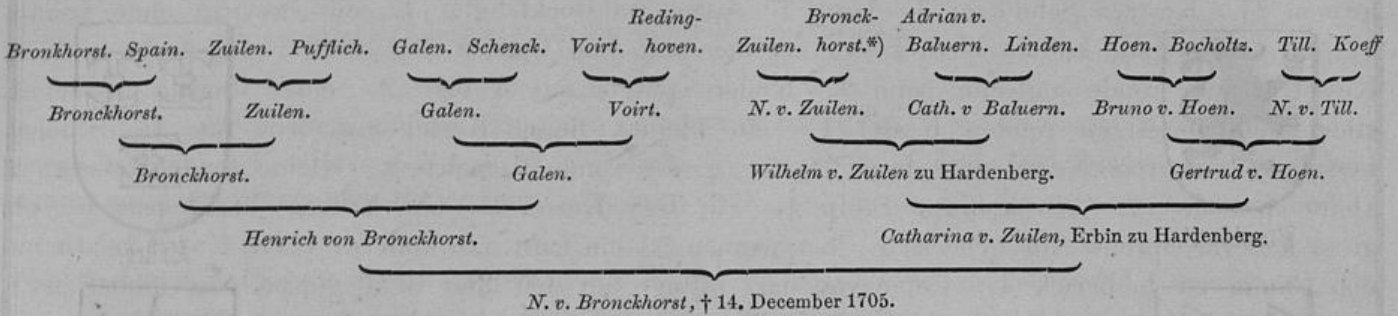 Reding- Bronck- Adrian v.
Bronkhorst. Spain. Zuilen. Pufflich. Galen. Schenck. Voirt. hoven. Zuilen. horst.*) Baluern. Linden. Hoen. Bocholtz. Till. Koeff
Bronckhorst. Zuilen. Galen. Voirt. N. v. Zuilen. Cath. v Baluern. Bruno v. Hoen. N. v. Till.
Bronckhorst. Galen. Wilhelm v. Zuilen zu Hardenberg. Gertrud v. Hoen.
Henrich von Bronckhorst. Catharina v. Zuilen, Erbin zu Hardenberg.
N. v. Bronckhorst, † 14. December 1705.